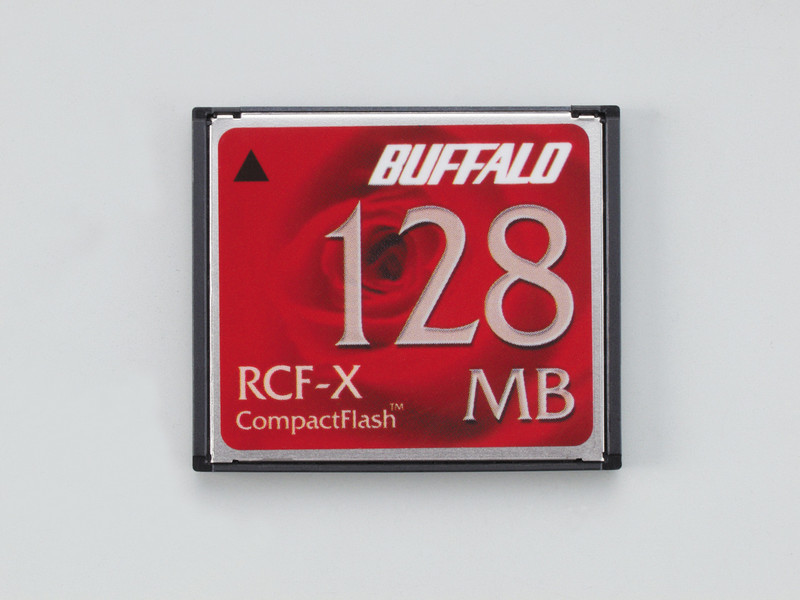 BUFFALO
128
MB
RCF-X
CompactFlash™